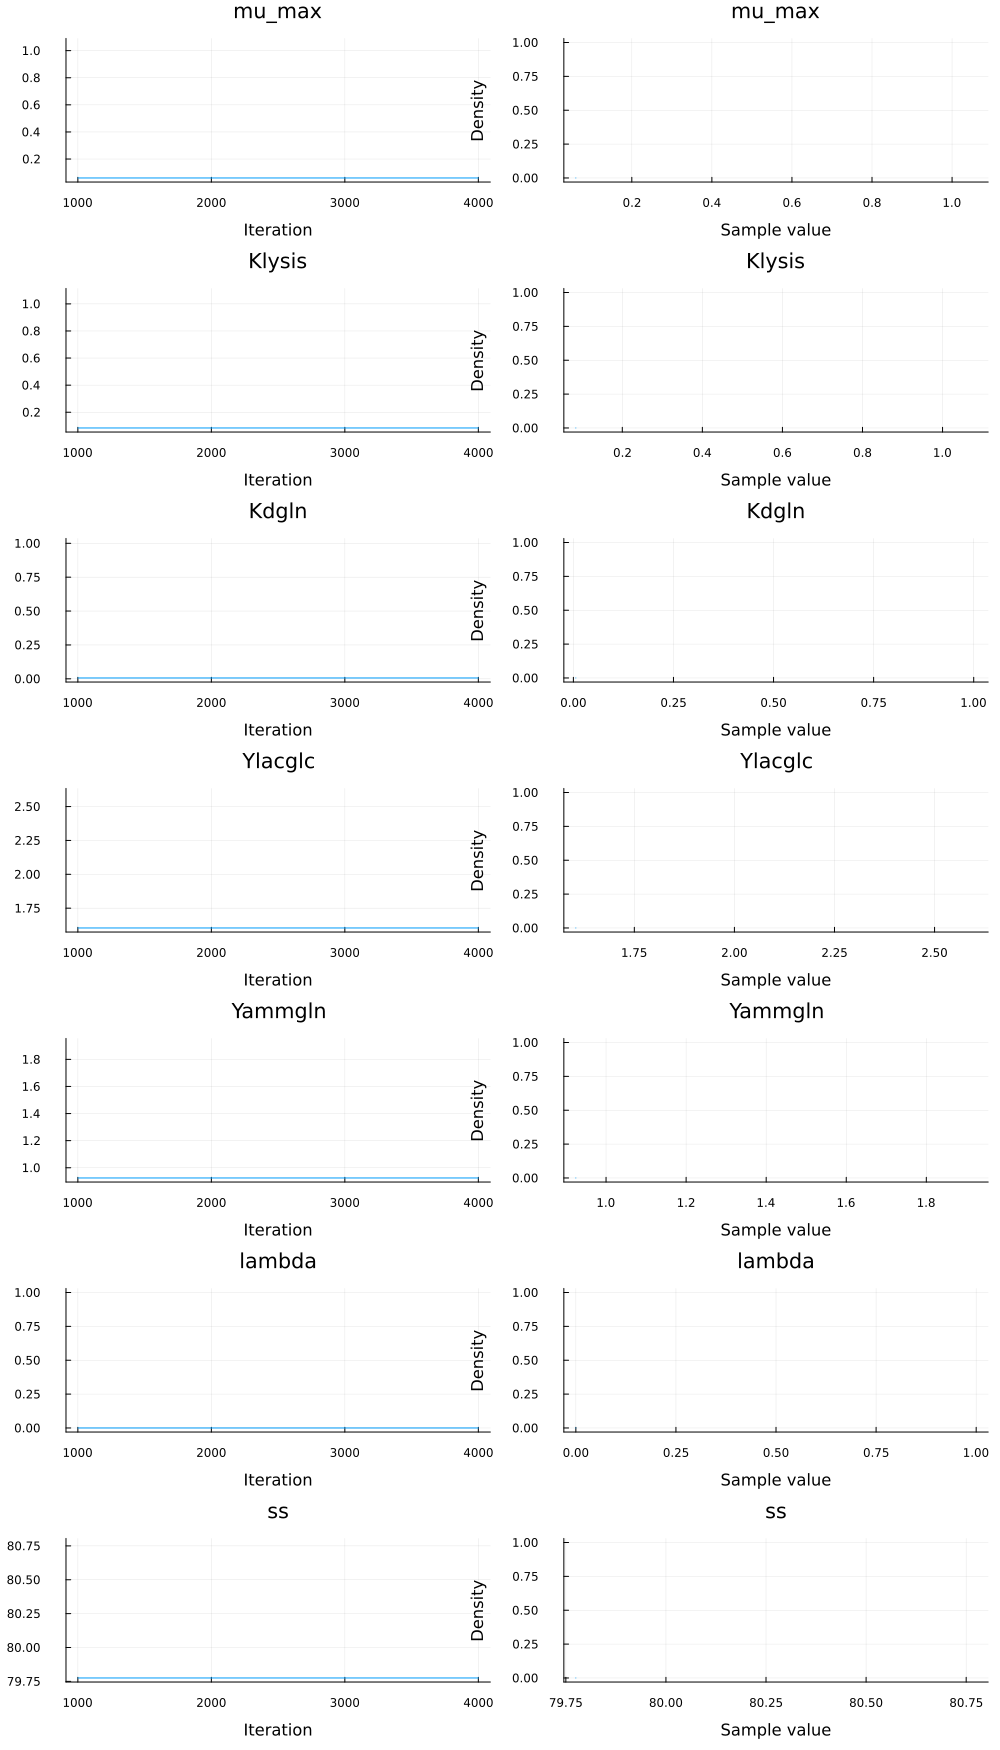 mu_max mu_max
1.0
0.8
0.6
0.4
0.2
1000 2000 3000 4000
Iteration
Density
1.00
0.75
0.50
0.25
0.00
0.2 0.4 0.6 0.8 1.0
Sample value
Klysis Klysis
1.0
0.8
0.6
0.4
0.2
1000 2000 3000 4000
Iteration
Density
1.00
0.75
0.50
0.25
0.00
0.2 0.4 0.6 0.8 1.0
Sample value
Kdgln Kdgln
1.00
0.75
0.50
0.25
0.00
1000 2000 3000 4000
Iteration
Density
1.00
0.75
0.50
0.25
0.00
0.00 0.25 0.50 0.75 1.00
Sample value
Ylacglc Ylacglc
2.50
2.25
2.00
1.75
1000 2000 3000 4000
Iteration
Density
1.00
0.75
0.50
0.25
0.00
1.75 2.00 2.25 2.50
Sample value
Yammgln Yammgln
1.8
1.6
1.4
1.2
1.0
1000 2000 3000 4000
Iteration
Density
1.00
0.75
0.50
0.25
0.00
1.0 1.2 1.4 1.6 1.8
Sample value
lambda lambda
1.00
0.75
0.50
0.25
0.00
1000 2000 3000 4000
Iteration
Density
1.00
0.75
0.50
0.25
0.00
0.00 0.25 0.50 0.75 1.00
Sample value
ss ss
80.75
80.50
80.25
80.00
79.75
1000 2000 3000 4000
Iteration
Density
1.00
0.75
0.50
0.25
0.00
79.75 80.00 80.25 80.50 80.75
Sample value